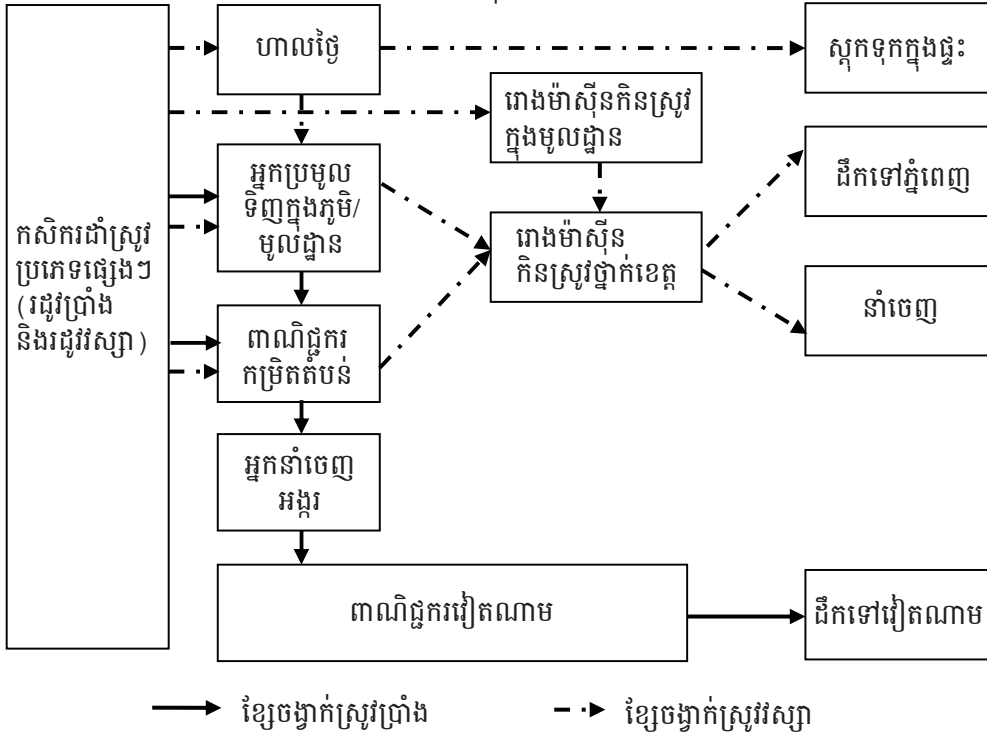 កសិករដាំស្រូវ
ប្រភេទផ្សេងៗ
(រដូវប្រាំង
និងរដូវវស្សា)
ហាលថ្ងៃ
ស្តុកទុកក្នុងផ្ទះ
រោងម៉ាស៊ីនកិនស្រូវ
ក្នុងមូលដ្ឋាន
អ្នកប្រមូល
ទិញក្នុងភូមិ/
មូលដ្ឋាន
រោងម៉ាស៊ីន
កិនស្រូវថ្នាក់ខេត្ត
ដឹកទៅភ្នំពេញ
នាំចេញ
ពាណិជ្ជករ
កម្រិតតំបន់
អ្នកនាំចេញ
អង្ករ
ពាណិជ្ជករវៀតណាម
ដឹកទៅវៀតណាម
ខ្សែចង្វាក់ស្រូវប្រាំង
ខ្សែចង្វាក់ស្រូវវស្សា